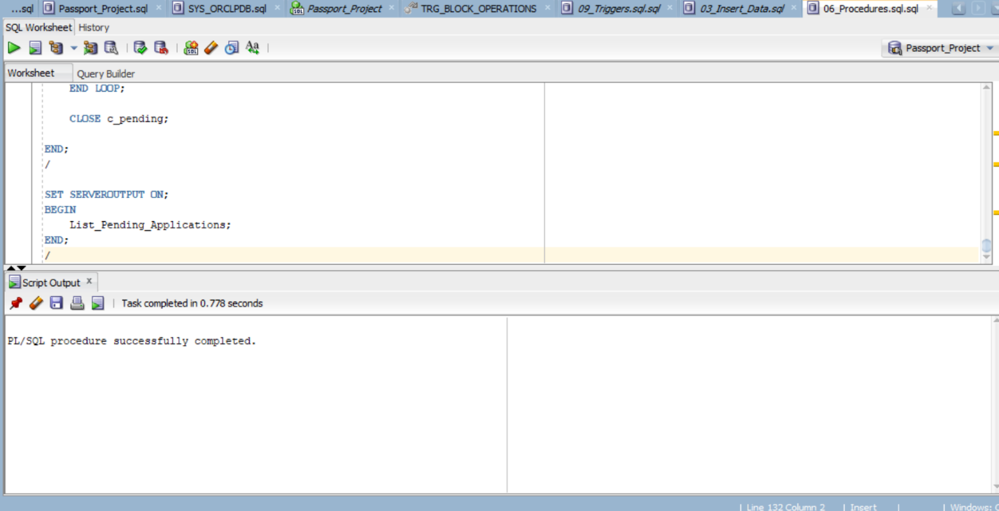 ...sql Passport_Project.sql SYS_ORCLPDB.sql Passport_Project TRG_BLOCK_OPERATIONS 09_Triggers.sql.sql 03_Insert_Data.sql 06_Procedures.sql.sql
SQL Worksheet History
Passport_Project
Worksheet Query Builder
END LOOP;
CLOSE c_pending;
END;
/
SET SERVEROUTPUT ON;
BEGIN
List_Pending_Applications;
END;
/
Script Output
Task completed in 0.778 seconds
PL/SQL procedure successfully completed.
Line 132 Column 2 | Insert | | Windows: C